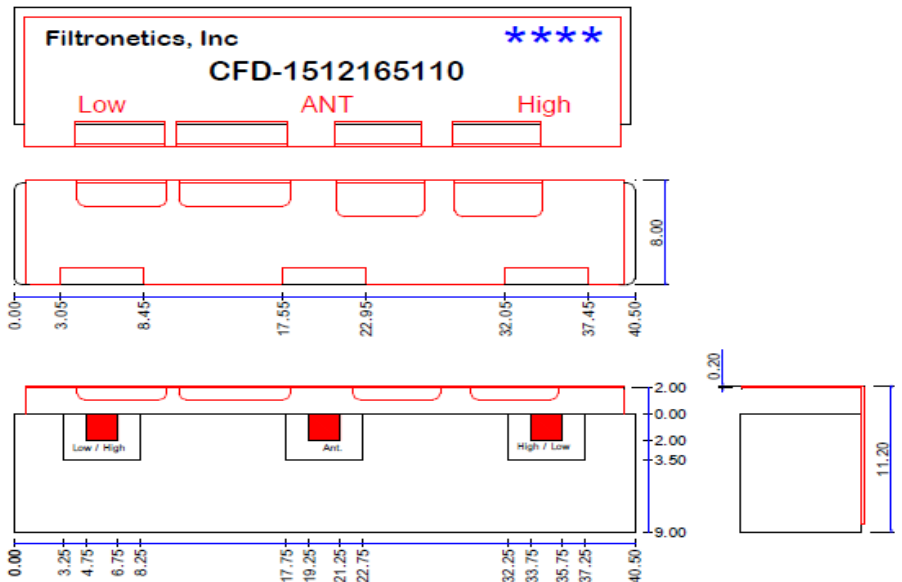 Filtronetics, Inc ****
CFD-1512165110
Low ANT High
8.00
0.00 3.05 8.45 17.55 22.95 32.05 37.45 40.50
0.20
2.00
0.00
Low / High Ant. High / Low
2.00
3.50
11.20
9.00
0.00 3.25 4.75 6.75 8.25 17.75 19.25 21.25 22.75 32.25 33.75 35.75 37.25 40.50